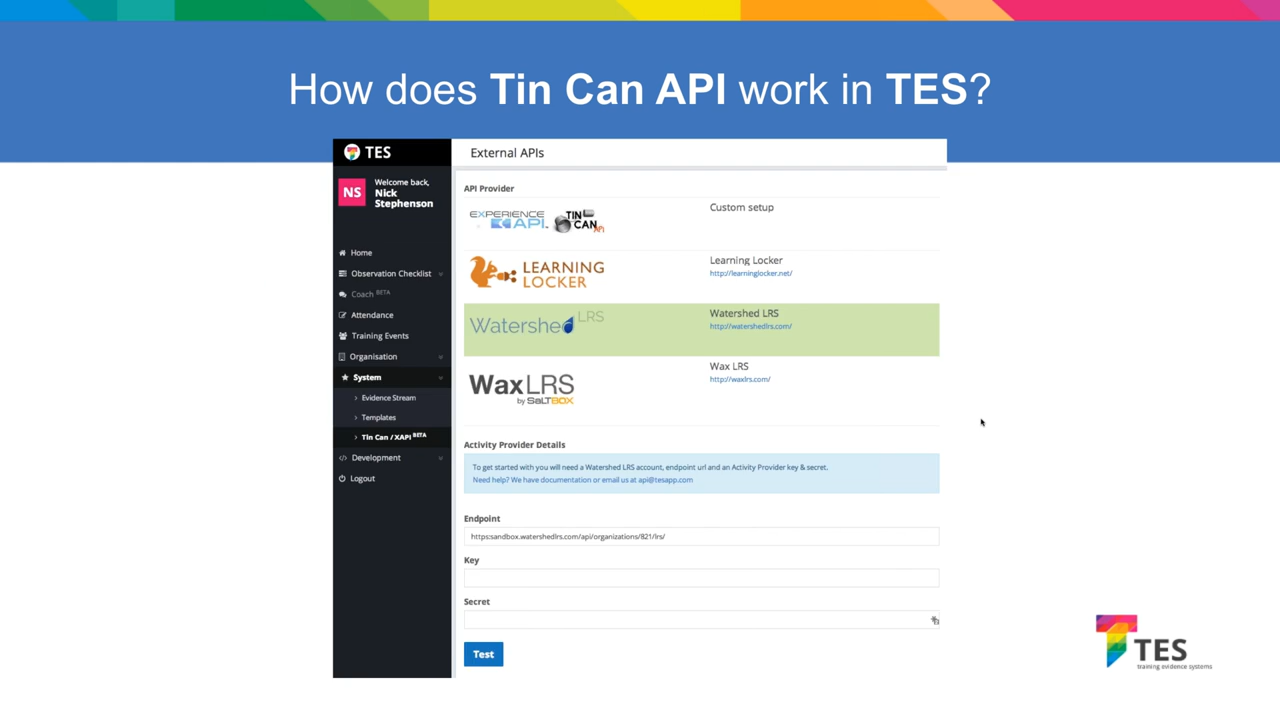 How does Tin Can API work in TES?
TES
External APIs
Welcome back,
NS
Nick
Stephenson
API Provider
EXPERIENCE
API
TIN
CAN
API
Custom setup
Home
Observation Checklist
Coach BETA
Attendance
Training Events
Organisation
System
Evidence Stream
Templates
Tin Can / XAPI BETA
Development
Logout
LEARNING
LOCKER
Learning Locker
http://learninglocker.net/
Watershed LRS
Watershed LRS
http://watershedlrs.com/
Wax LRS
by SALTBOX
Wax LRS
http://waxlrs.com/
Activity Provider Details
To get started with you will need a Watershed LRS account, endpoint url and an Activity Provider key & secret.
Need help? We have documentation or email us at api@tesapp.com
Endpoint
https:sandbox.watershedlrs.com/api/organizations/821/lrs/
Key
Secret
Test
TES
training evidence systems